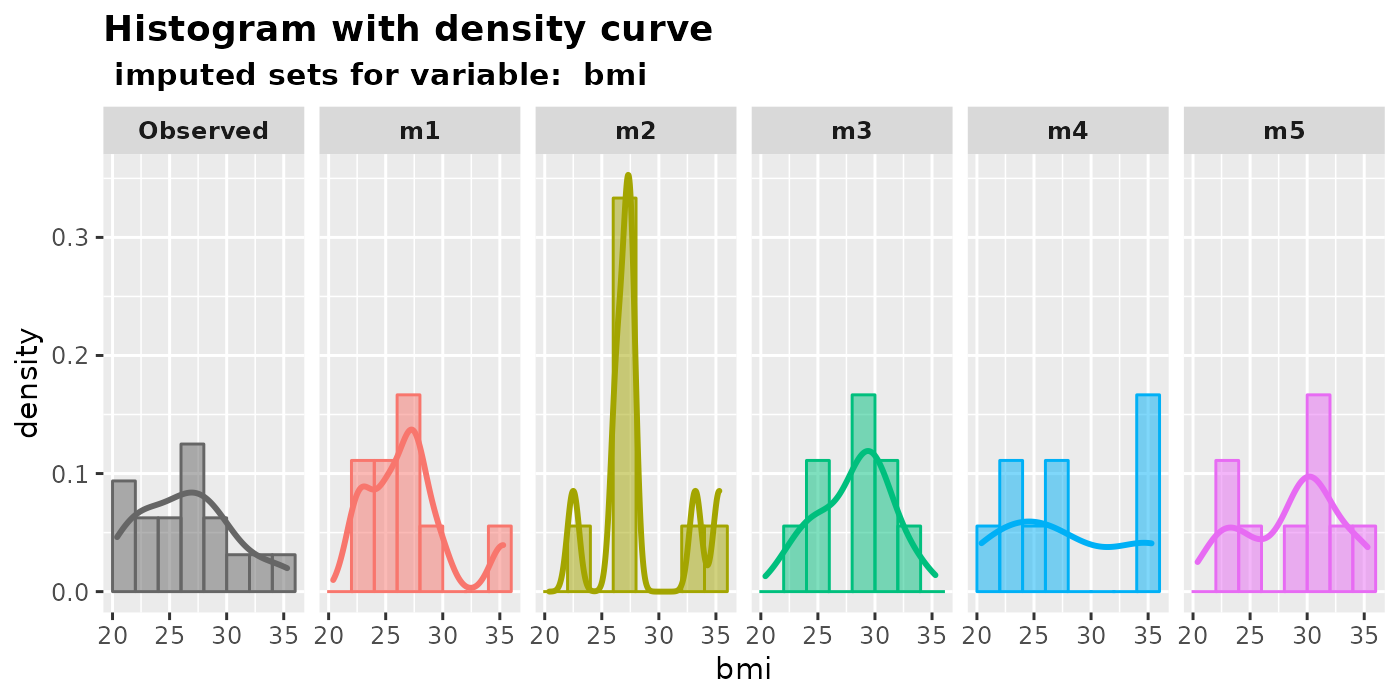 Histogram with density curve
imputed sets for variable:  bmi
Observed m1 m2 m3 m4 m5
0.3
0.2
0.1
0.0
density
20 25 30 35 20 25 30 35 20 25 30 35 20 25 30 35 20 25 30 35 20 25 30 35
bmi